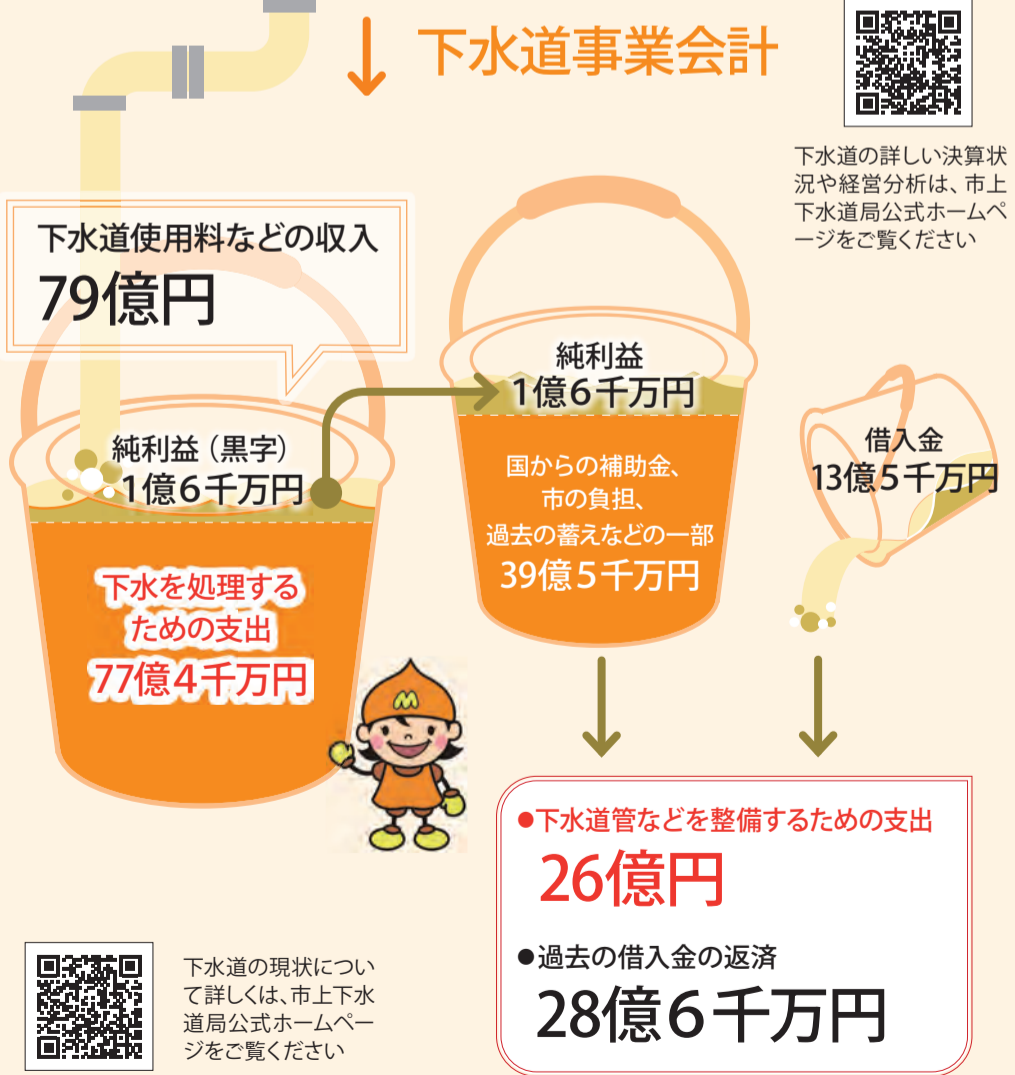 下水道事業会計
下水道の詳しい決算状
況や経営分析は、市上
下水道局公式ホームペ
ージをご覧ください
下水道使用料などの収入
79億円
純利益（黒字）
1億6千万円
下水を処理する
ための支出
77億4千万円
純利益
1億6千万円
国からの補助金、
市の負担、
過去の蓄えなどの一部
39億5千万円
借入金
13億5千万円
M
●下水道管などを整備するための支出
26億円
●過去の借入金の返済
28億6千万円
下水道の現状につい
て詳しくは、市上下水
道局公式ホームペー
ジをご覧ください